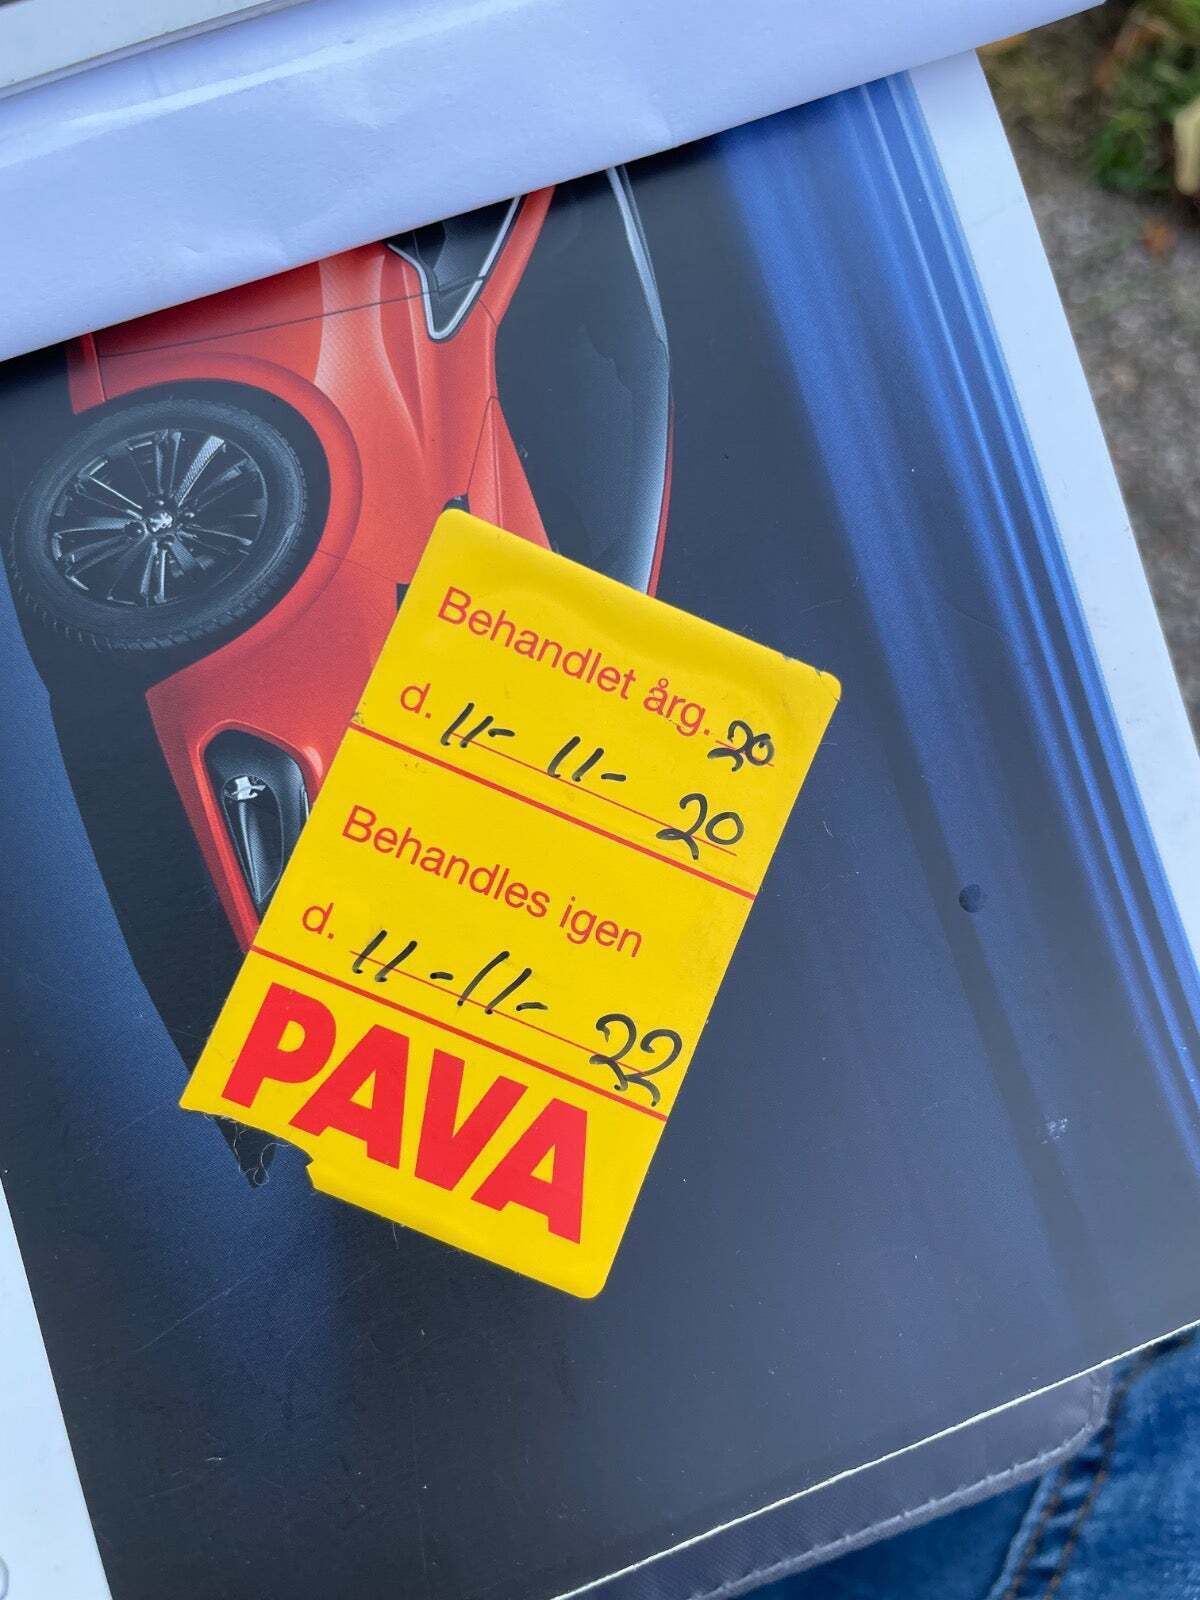 Behandlet årg. 20
d. 11-11-20
Behandles igen
d. 11-11-22
PAVA